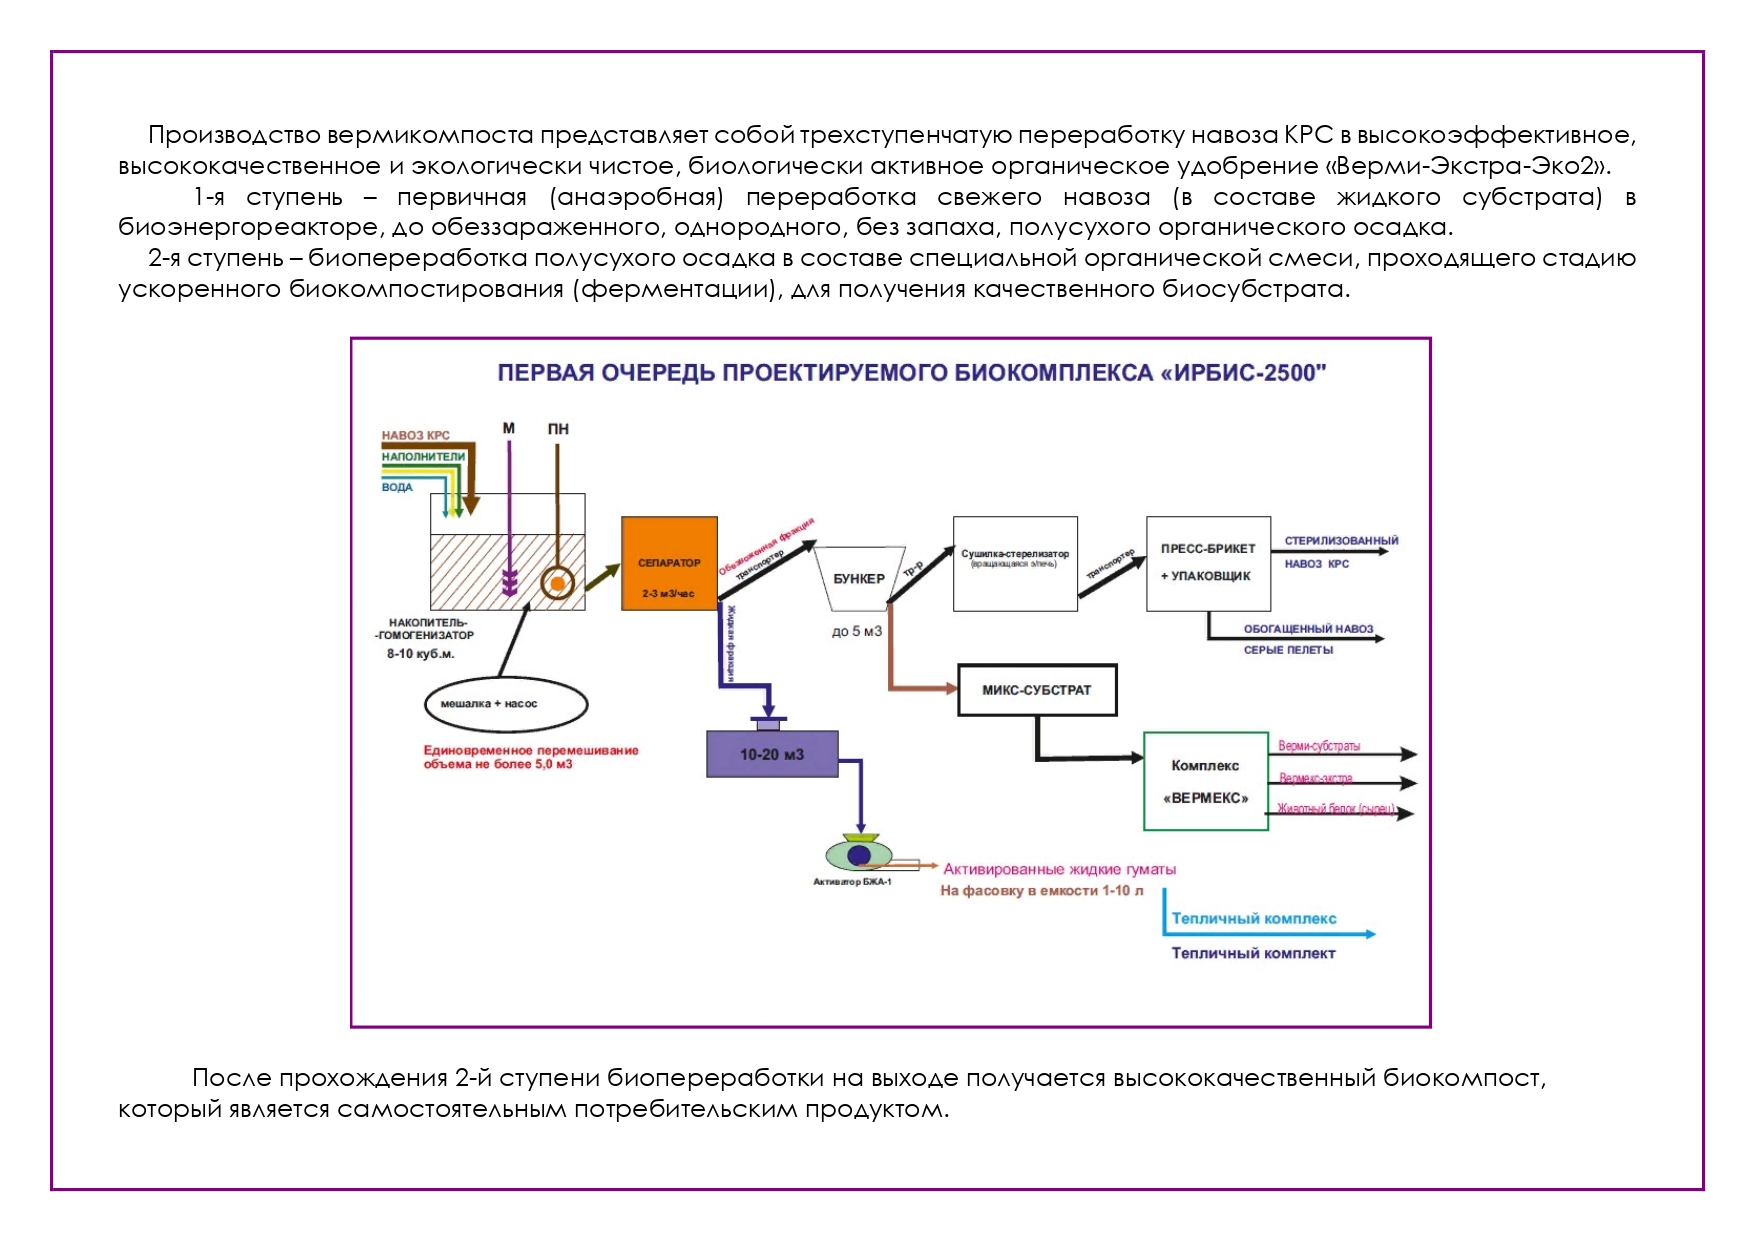 Производство вермикомпоста представляет собой трехступенчатую переработку навоза КРС в высокоэффективное,
высококачественное и экологически чистое, биологически активное органическое удобрение «Верми-Экстра-Эко2».
1-я ступень – первичная (анаэробная) переработка свежего навоза (в составе жидкого субстрата) в
биоэнергореакторе, до обеззараженного, однородного, без запаха, полусухого органического осадка.
2-я ступень – биопереработка полусухого осадка в составе специальной органической смеси, проходящего стадию
ускоренного биокомпостирования (ферментации), для получения качественного биосубстрата.
ПЕРВАЯ ОЧЕРЕДЬ ПРОЕКТИРУЕМОГО БИОКОМПЛЕКСА «ИРБИС-2500"
НАВОЗ КРС
НАПОЛНИТЕЛИ
ВОДА
М
ПН
НАКОПИТЕЛЬ-
-ГОМОГЕНИЗАТОР
8-10 куб.м.
мешалка + насос
Единовременное перемешивание
объема не более 5,0 м3
СЕПАРАТОР
2-3 м3/час
Обезвоженная фракция
транспортер
Жидкая фракция
БУНКЕР
до 5 м3
тр-р
Сушилка-стерелизатор
(вращающаяся э/печь)
транспортер
ПРЕСС-БРИКЕТ
+ УПАКОВЩИК
СТЕРИЛИЗОВАННЫЙ
НАВОЗ КРС
ОБОГАЩЕННЫЙ НАВОЗ
СЕРЫЕ ПЕЛЕТЫ
МИКС-СУБСТРАТ
10-20 м3
Комплекс
«ВЕРМЕКС»
Верми-субстраты
Вермекс-экстра
Животный белок (сырец)
Активатор БЖА-1
Активированные жидкие гуматы
На фасовку в емкости 1-10 л
Тепличный комплекс
Тепличный комплект
После прохождения 2-й ступени биопереработки на выходе получается высококачественный биокомпост,
который является самостоятельным потребительским продуктом.